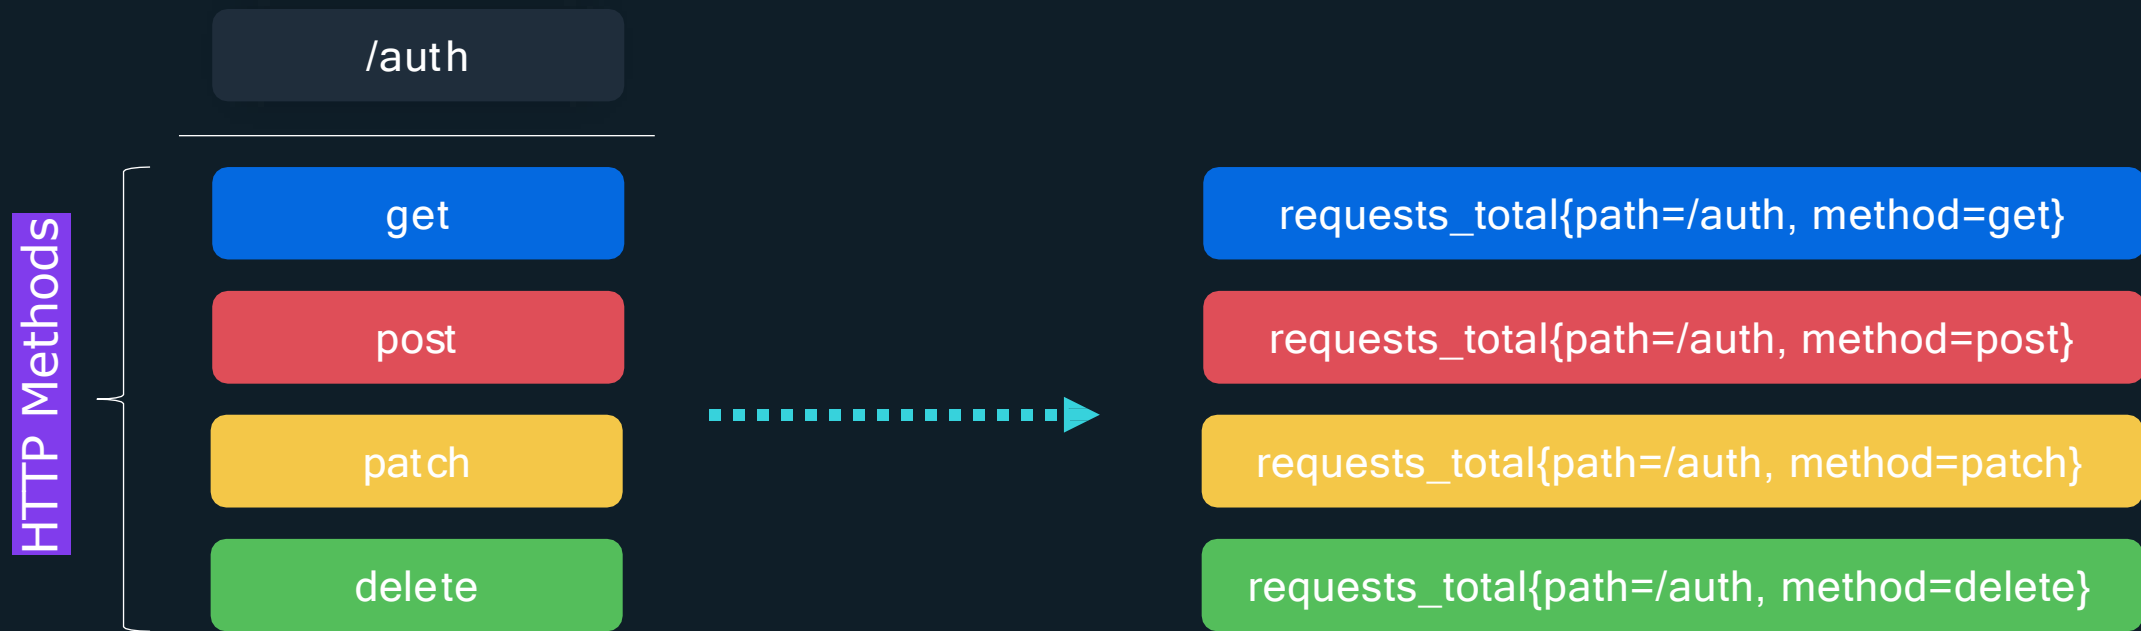 /auth
HTTP Methods
get
post
patch
delete
requests_total{path=/auth, method=get}
requests_total{path=/auth, method=post}
requests_total{path=/auth, method=patch}
requests_total{path=/auth, method=delete}